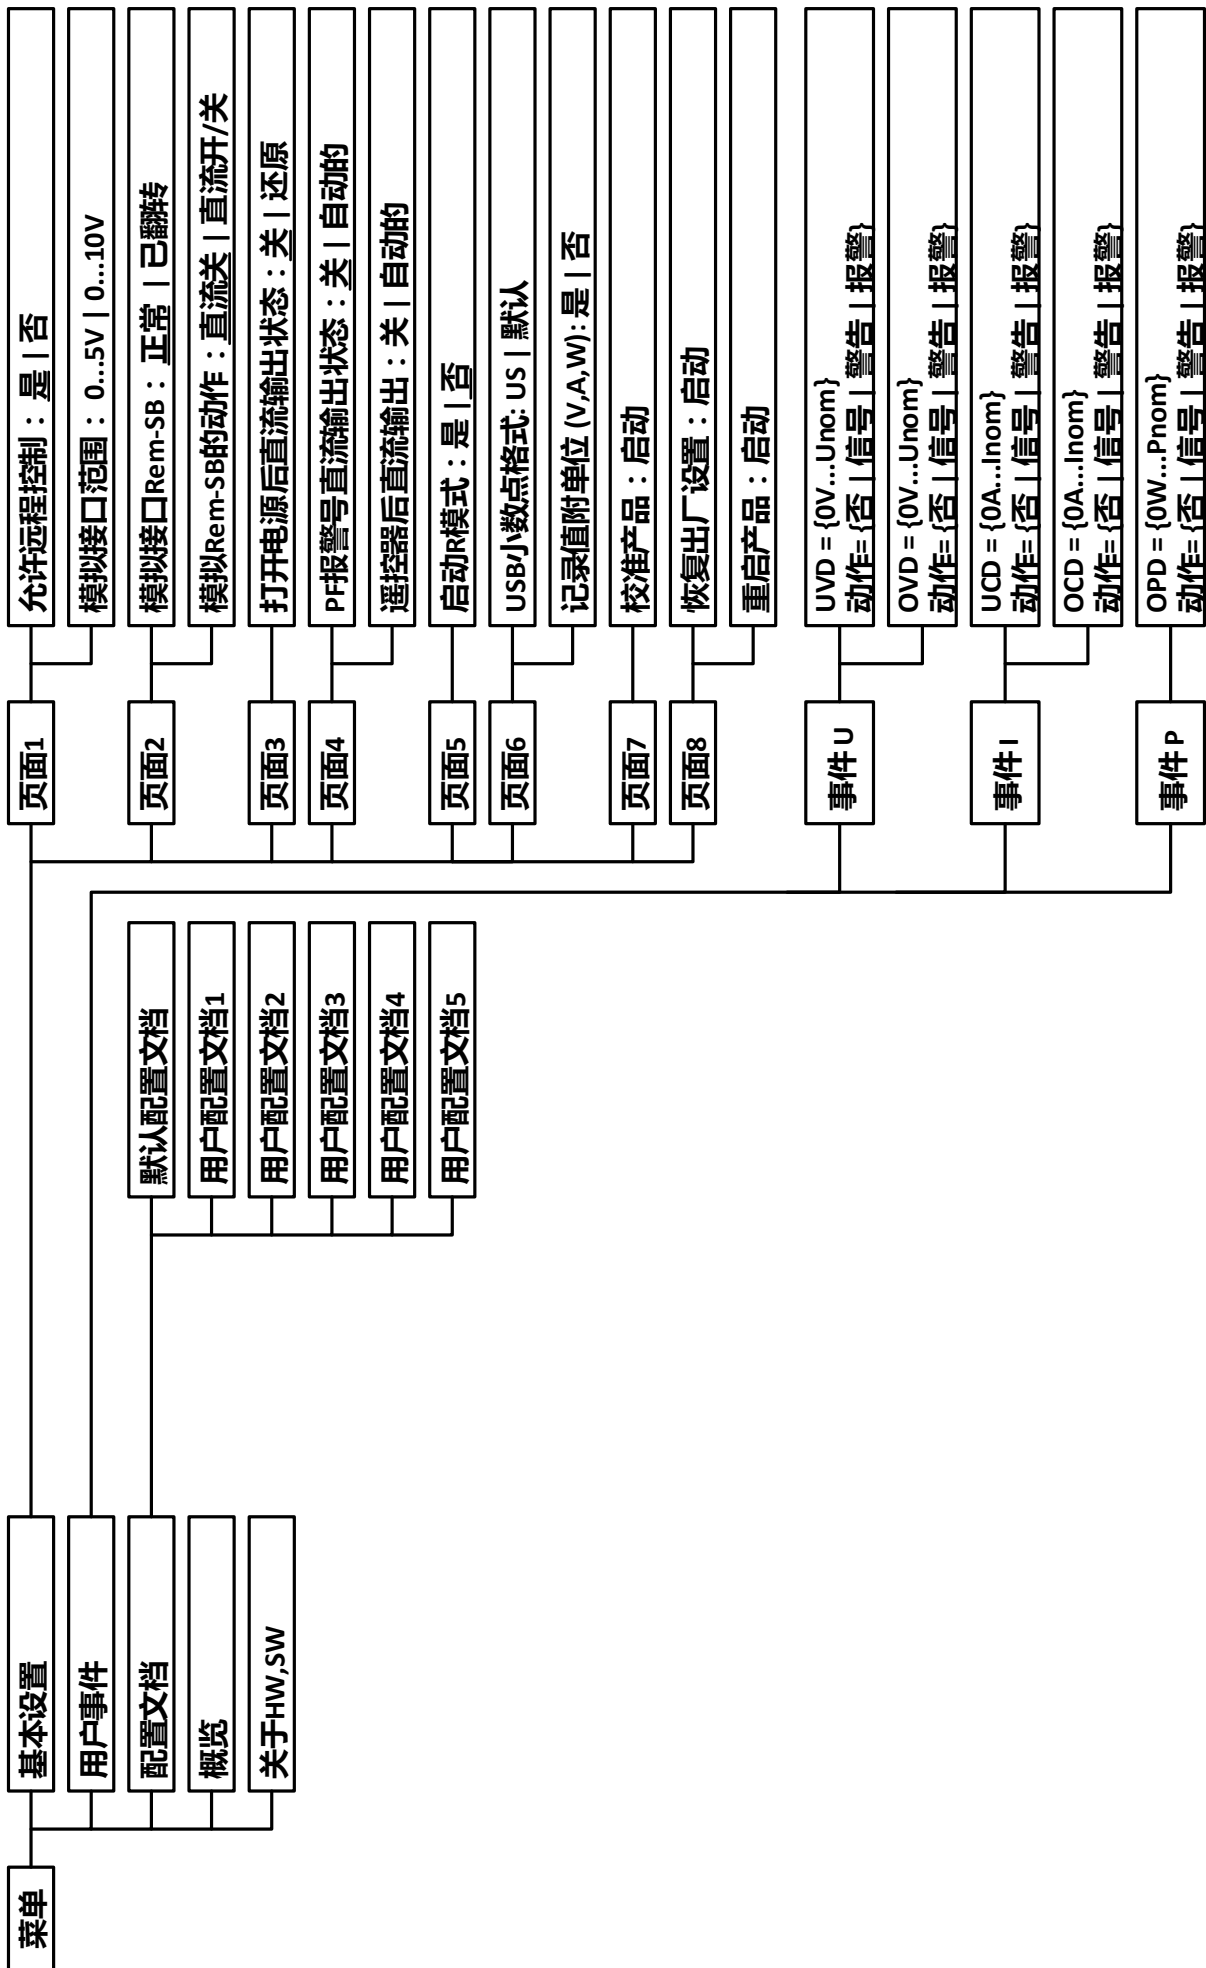 菜单
基本设置
用户事件
配置文档
概览
关于HW,SW
默认配置文档
用户配置文档1
用户配置文档2
用户配置文档3
用户配置文档4
用户配置文档5
页面1
页面2
页面3
页面4
页面5
页面6
页面7
页面8
事件 U
事件 I
事件 P
允许远程控制：是 | 否
模拟接口范围：0...5V | 0...10V
模拟接口Rem-SB：正常 | 已翻转
模拟Rem-SB的动作：直流关 | 直流开/关
打开电源后直流输出状态：关 | 还原
PF报警号直流输出状态：关 | 自动的
遥控器后直流输出：关 | 自动的
启动R模式：是 | 否
USB小数点格式: US | 默认
记录值附单位 (V,A,W): 是 | 否
校准产品：启动
恢复出厂设置：启动
重启产品：启动
UVD = {0V...Unom}
动作= {否 | 信号 | 警告 | 报警}
OVD = {0V...Unom}
动作= {否 | 信号 | 警告 | 报警}
UCD = {0A...Inom}
动作= {否 | 信号 | 警告 | 报警}
OCD = {0A...Inom}
动作= {否 | 信号 | 警告 | 报警}
OPD = {0W...Pnom}
动作= {否 | 信号 | 警告 | 报警}